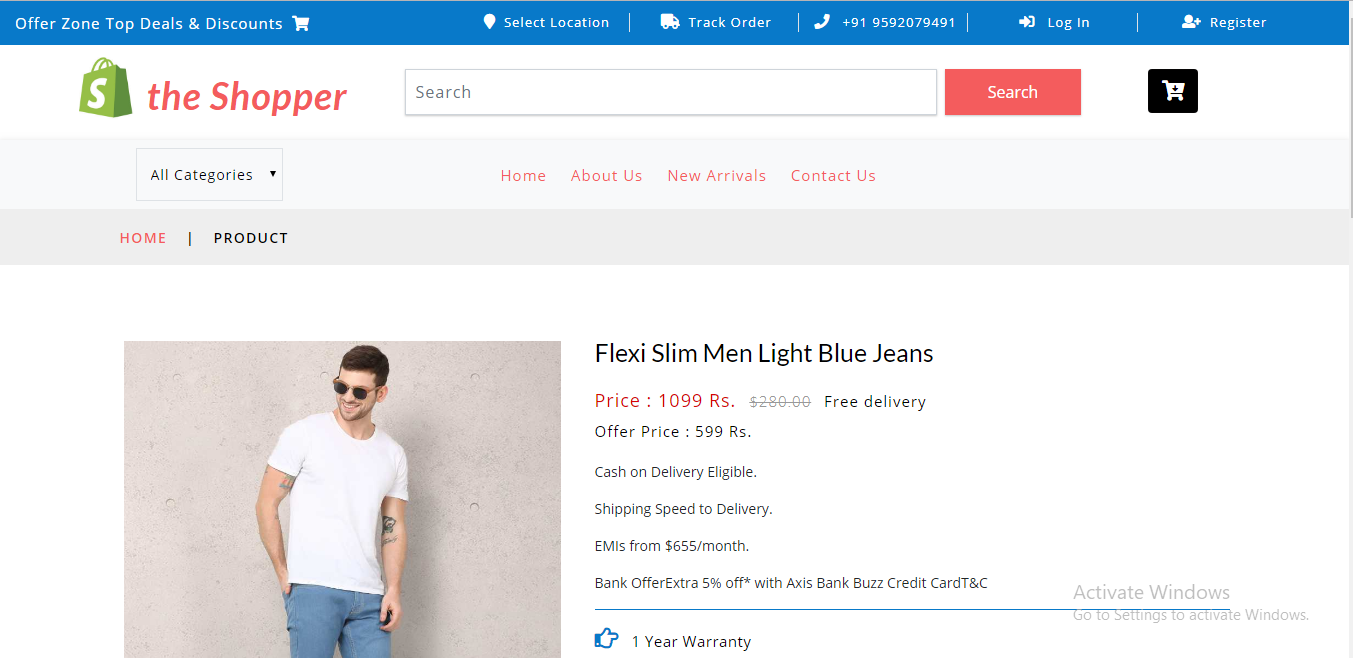 Offer Zone Top Deals & Discounts
Select Location
Track Order
+91 9592079491
Log In
Register
S
the Shopper
Search
Search
All Categories
Home
About Us
New Arrivals
Contact Us
HOME | PRODUCT
Flexi Slim Men Light Blue Jeans
Price : 1099 Rs. $280.00 Free delivery
Offer Price : 599 Rs.
Cash on Delivery Eligible.
Shipping Speed to Delivery.
EMIs from $655/month.
Bank OfferExtra 5% off* with Axis Bank Buzz Credit CardT&C
1 Year Warranty
Activate Windows
Go to Settings to activate Windows.